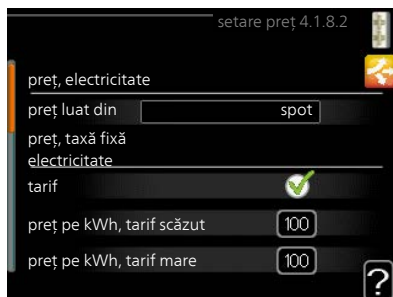 setare preț 4.1.8.2
preț, electricitate
preț luat din
spot
preț, taxă fixă
electricitate
tarif
preț pe kWh, tarif scăzut
100
preț pe kWh, tarif mare
100
?